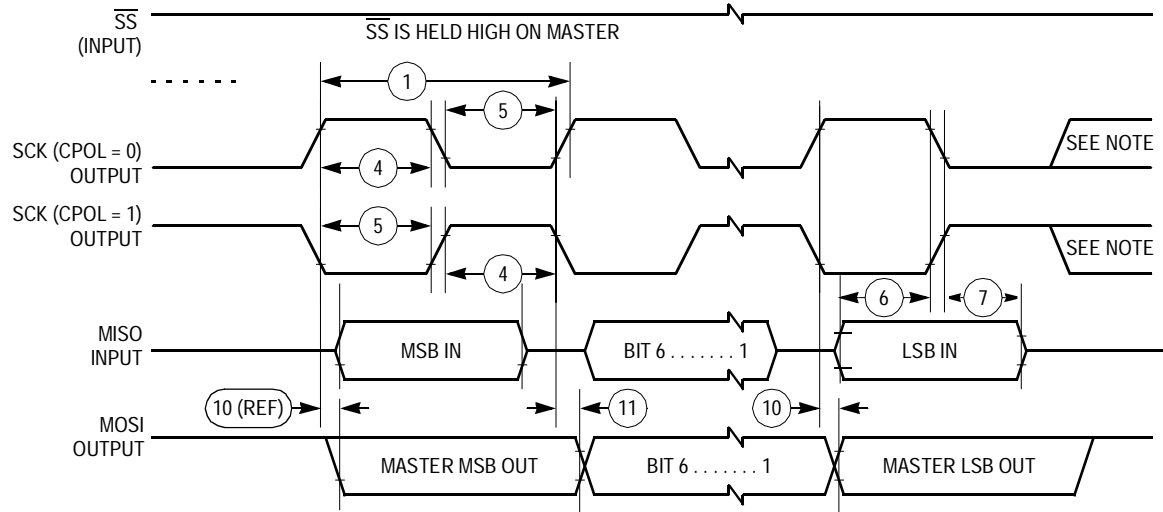 SS
(INPUT)
SS IS HELD HIGH ON MASTER
1
5
SCK (CPOL = 0)
OUTPUT
SEE NOTE
4
SCK (CPOL = 1)
OUTPUT
5
SEE NOTE
4
6
7
MISO
INPUT
MSB IN
BIT 6 . . . . . . . 1
LSB IN
10 (REF)
11
10
MOSI
OUTPUT
MASTER MSB OUT
BIT 6 . . . . . . . 1
MASTER LSB OUT